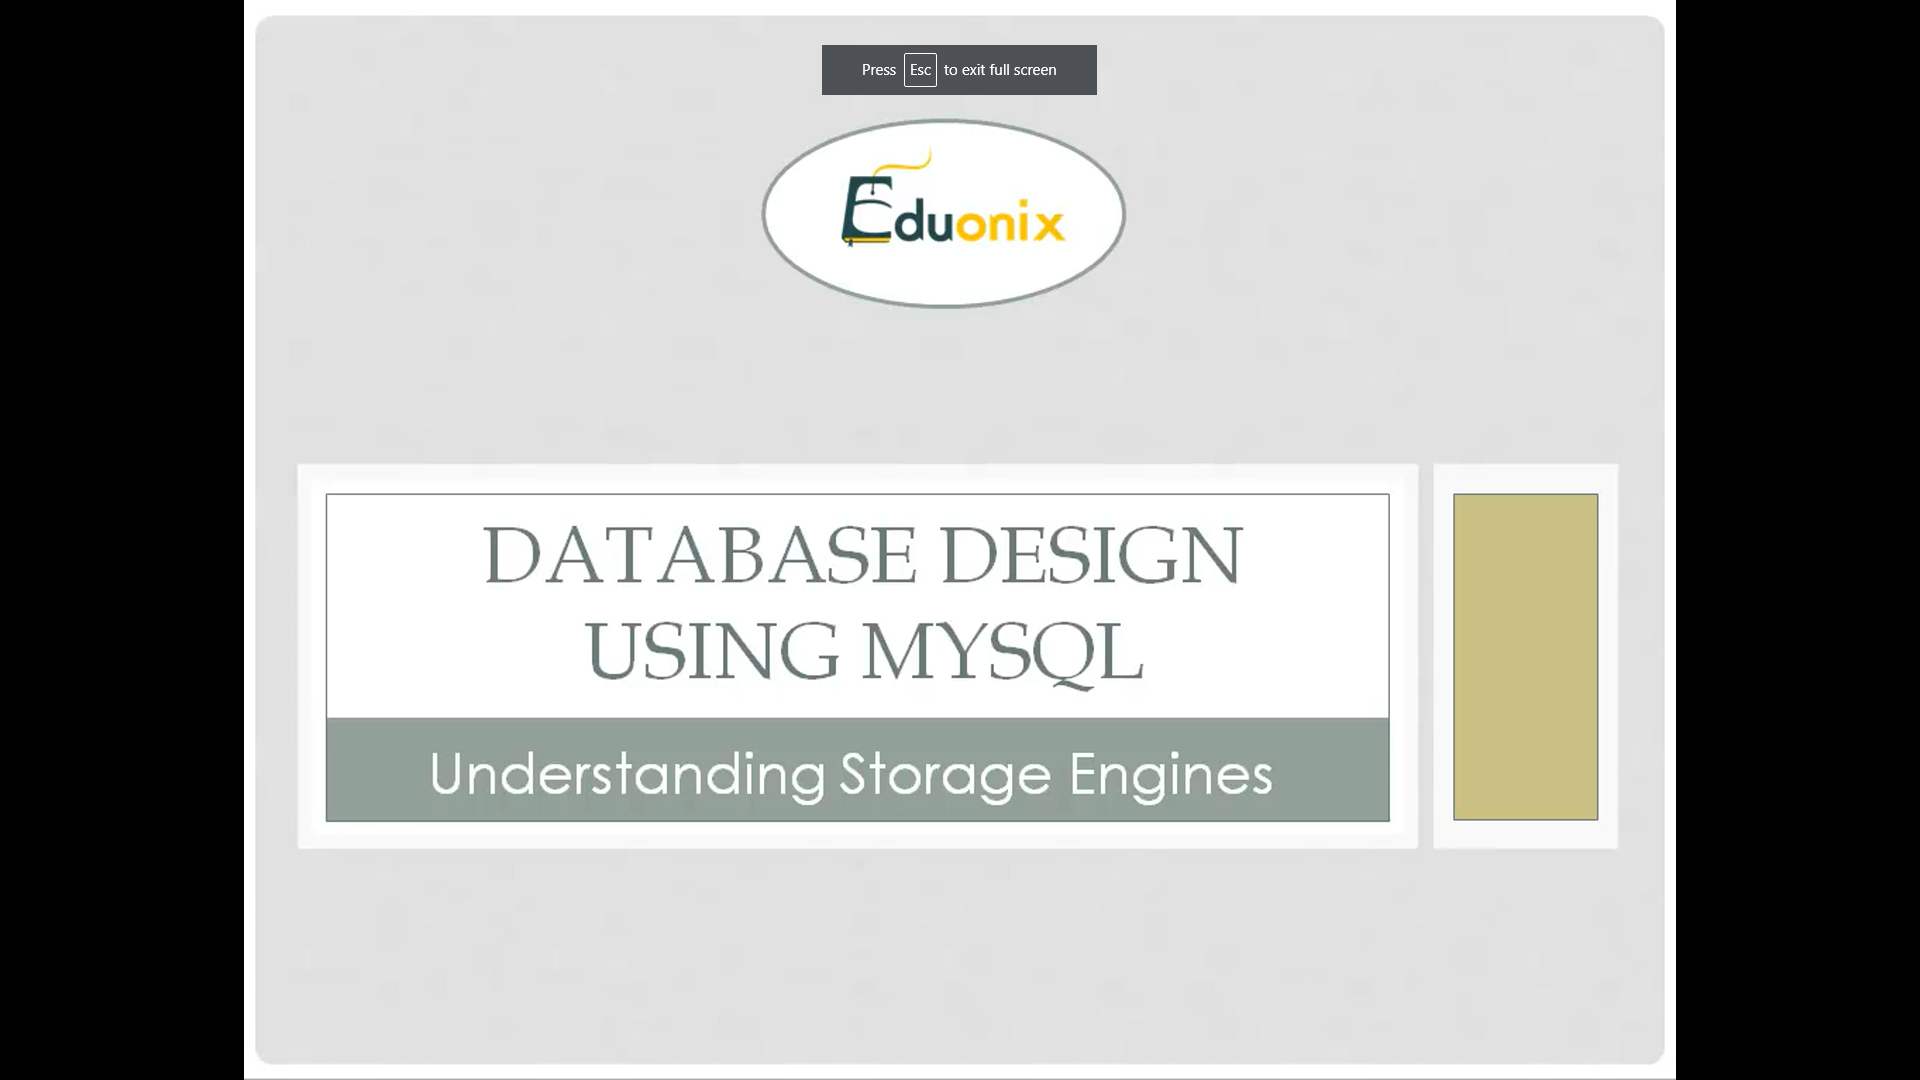 Press Esc to exit full screen
Eduonix
DATABASE DESIGN
USING MYSQL
Understanding Storage Engines